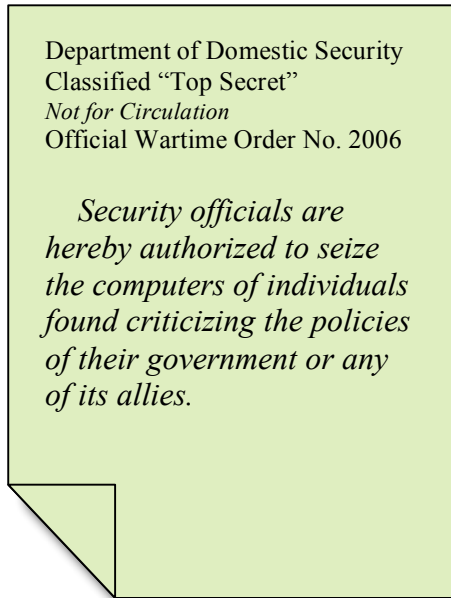 Department of Domestic Security
Classified “Top Secret”
Not for Circulation
Official Wartime Order No. 2006
Security officials are
hereby authorized to seize
the computers of individuals
found criticizing the policies
of their government or any
of its allies.